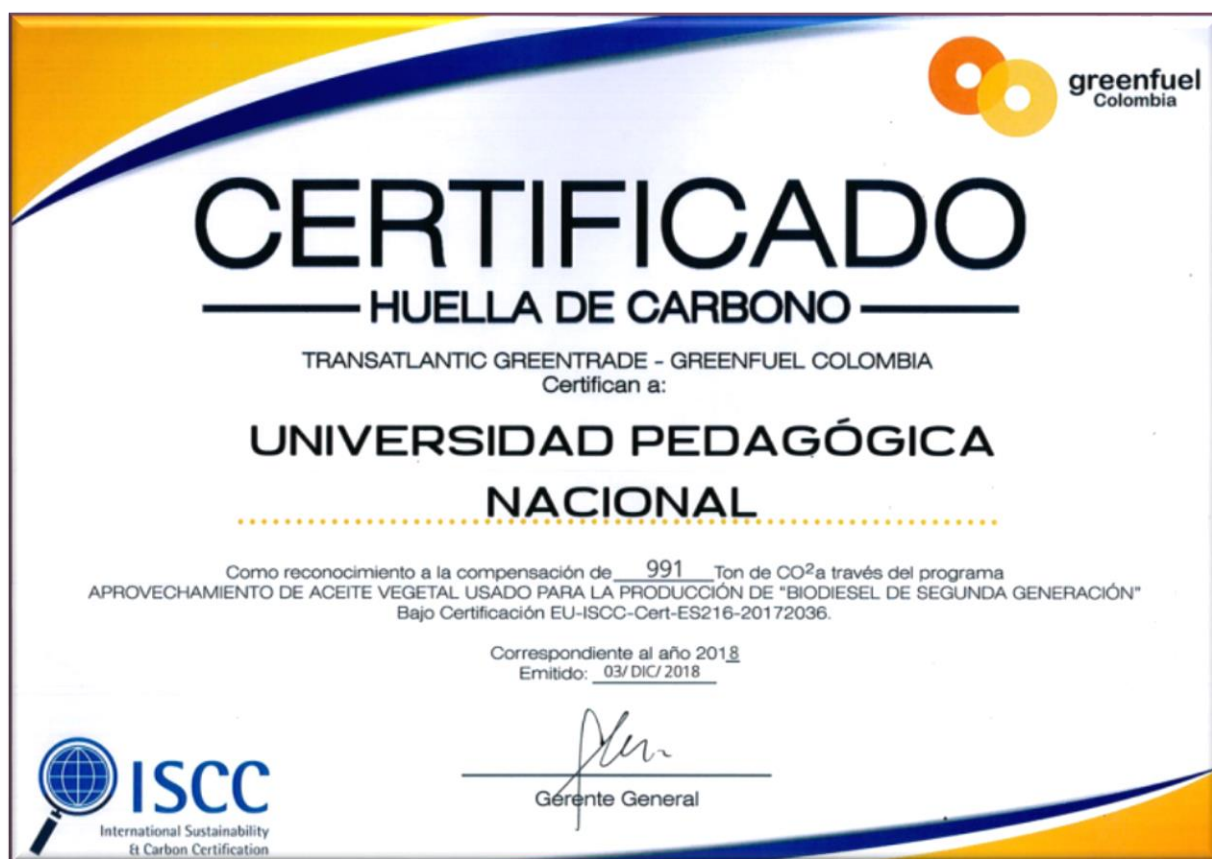 greenfuel
Colombia
CERTIFICADO
HUELLA DE CARBONO
TRANSATLANTIC GREENTRADE - GREENFUEL COLOMBIA
Certifican a:
UNIVERSIDAD PEDAGÓGICA
NACIONAL
Como reconocimiento a la compensación de 991 Ton de CO²a través del programa
APROVECHAMIENTO DE ACEITE VEGETAL USADO PARA LA PRODUCCIÓN DE "BIODIESEL DE SEGUNDA GENERACIÓN"
Bajo Certificación EU-ISCC-Cert-ES216-20172036.
Correspondiente al año 2018
Emitido: 03/ DIC/ 2018
Gerente General
ISCC
International Sustainability
& Carbon Certification